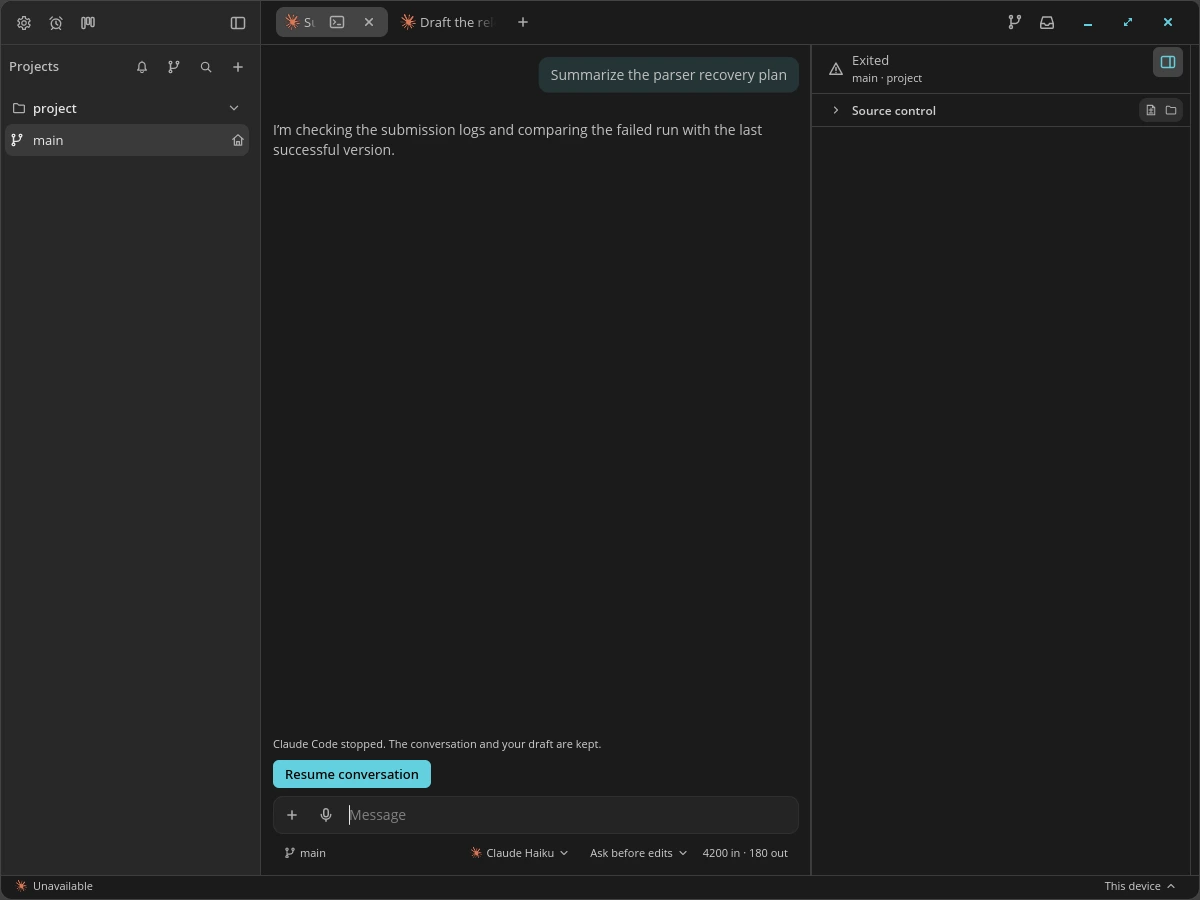 Draft the re
Projects
project
main
Summarize the parser recovery plan
I'm checking the submission logs and comparing the failed run with the last
successful version.
Exited
main · project
Source control
Claude Code stopped. The conversation and your draft are kept.
Resume conversation
Message
main
Claude Haiku
Ask before edits
4200 in · 180 out
Unavailable
This device